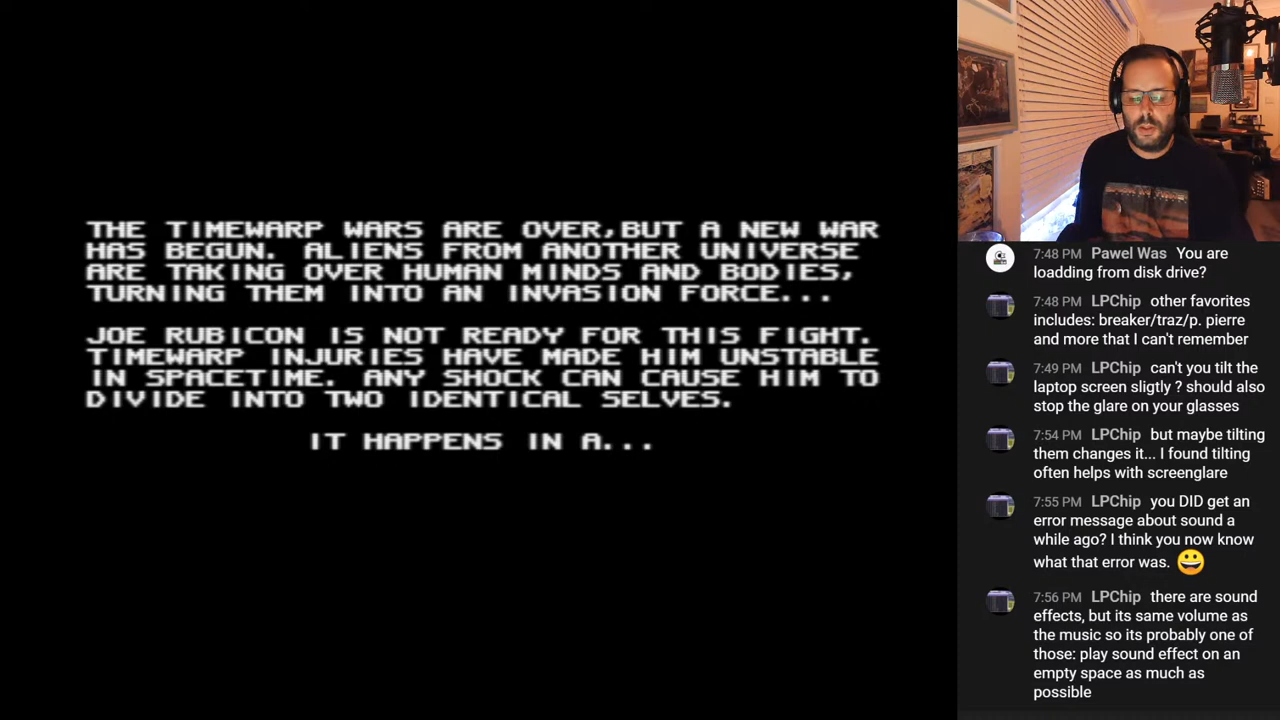 THE TIMEWARP WARS ARE OVER,BUT A NEW WAR
HAS BEGUN. ALIENS FROM ANOTHER UNIVERSE
ARE TAKING OVER HUMAN MINDS AND BODIES,
TURNING THEM INTO AN INVASION FORCE...
JOE RUBICON IS NOT READY FOR THIS FIGHT.
TIMEWARP INJURIES HAVE MADE HIM UNSTABLE
IN SPACETIME. ANY SHOCK CAN CAUSE HIM TO
DIVIDE INTO TWO IDENTICAL SELVES.
IT HAPPENS IN A...
7:48 PM Pawel Was You are
loadding from disk drive?
7:48 PM LPChip other favorites
includes: breaker/traz/p. pierre
and more that I can't remember
7:49 PM LPChip can't you tilt the
laptop screen sligtly ? should also
stop the glare on your glasses
7:54 PM LPChip but maybe tilting
them changes it... I found tilting
often helps with screenglare
7:55 PM LPChip you DID get an
error message about sound a
while ago? I think you now know
what that error was. 😀
7:56 PM LPChip there are sound
effects, but its same volume as
the music so its probably one of
those: play sound effect on an
empty space as much as
possible